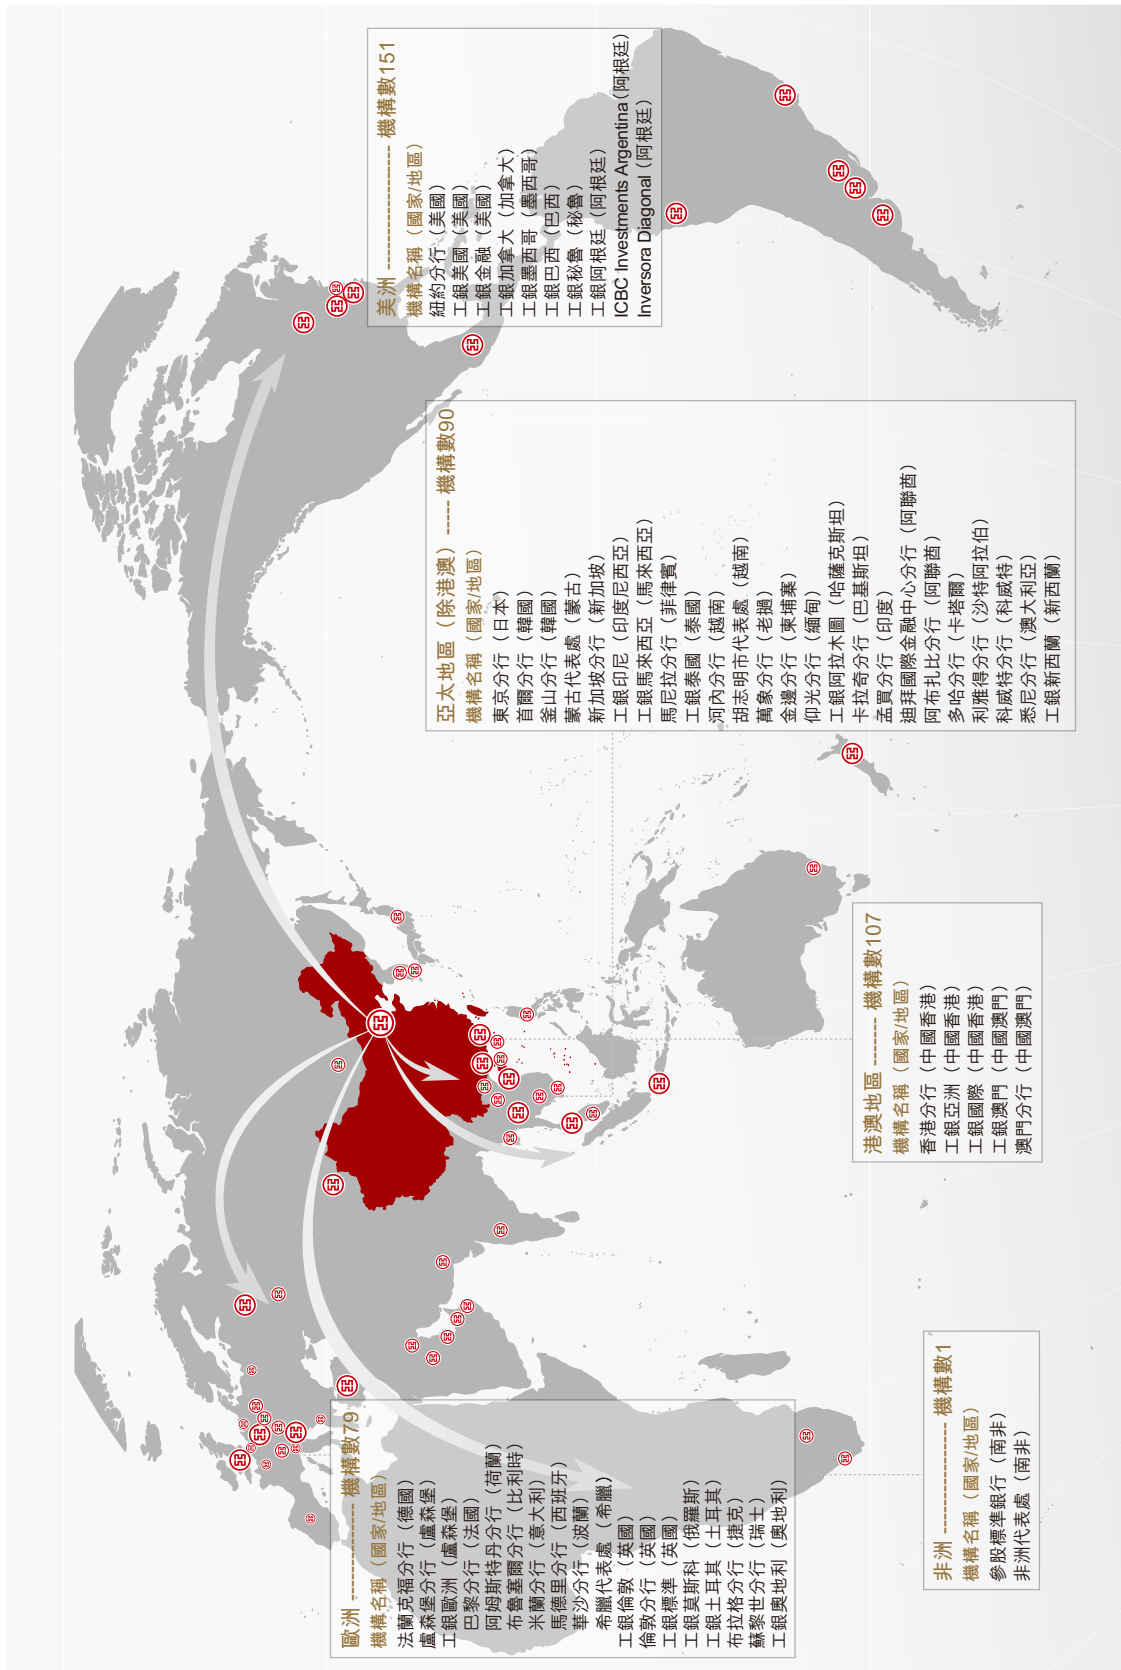 美洲 ---------------- 機構數151
機構名稱（國家/地區）
紐約分行（美國）
工銀美國（美國）
工銀金融（美國）
工銀加拿大（加拿大）
工銀墨西哥（墨西哥）
工銀巴西（巴西）
工銀秘魯（秘魯）
工銀阿根廷（阿根廷）
ICBC Investments Argentina（阿根廷）
Inversora Diagonal（阿根廷）
亞太地區（除港澳）----- 機構數90
機構名稱（國家/地區）
東京分行（日本）
首爾分行（韓國）
釜山分行（韓國）
蒙古代表處（蒙古）
新加坡分行（新加坡）
工銀印尼（印度尼西亞）
工銀馬來西亞（馬來西亞）
馬尼拉分行（菲律賓）
工銀泰國（泰國）
河內分行（越南）
胡志明市代表處（越南）
萬象分行（老撾）
金邊分行（柬埔寨）
仰光分行（緬甸）
工銀阿拉木圖（哈薩克斯坦）
卡拉奇分行（巴基斯坦）
孟買分行（印度）
迪拜國際金融中心分行（阿聯酋）
阿布扎比分行（阿聯酋）
多哈分行（卡塔爾）
利雅得分行（沙特阿拉伯）
科威特分行（科威特）
悉尼分行（澳大利亞）
工銀新西蘭（新西蘭）
港澳地區 -------- 機構數107
機構名稱（國家/地區）
香港分行（中國香港）
工銀亞洲（中國香港）
工銀國際（中國香港）
工銀澳門（中國澳門）
澳門分行（中國澳門）
歐洲 ---------------- 機構數79
機構名稱（國家/地區）
法蘭克福分行（德國）
盧森堡分行（盧森堡）
工銀歐洲（盧森堡）
巴黎分行（法國）
阿姆斯特丹分行（荷蘭）
布魯塞爾分行（比利時）
米蘭分行（意大利）
馬德里分行（西班牙）
華沙分行（波蘭）
希臘代表處（希臘）
工銀倫敦（英國）
倫敦分行（英國）
工銀標準（英國）
工銀莫斯科（俄羅斯）
工銀土耳其（土耳其）
布拉格分行（捷克）
蘇黎世分行（瑞士）
工銀奧地利（奧地利）
非洲 ---------------- 機構數1
機構名稱（國家/地區）
參股標準銀行（南非）
非洲代表處（南非）